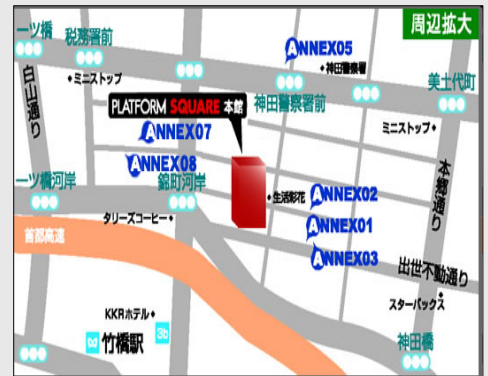 周辺拡大
一ツ橋
税務署前
ANNEX05
神田警察署
ミニストップ
美土代町
白山通り
PLATFORM SQUARE 本館
神田警察署前
ミニストップ
ANNEX07
ANNEX08
本郷通り
一ツ橋河岸
錦町河岸
生活彩花
ANNEX02
タリーズコーヒー
ANNEX01
首都高速
ANNEX03
出世不動通り
スターバックス
KKRホテル
竹橋駅
3b
神田橋